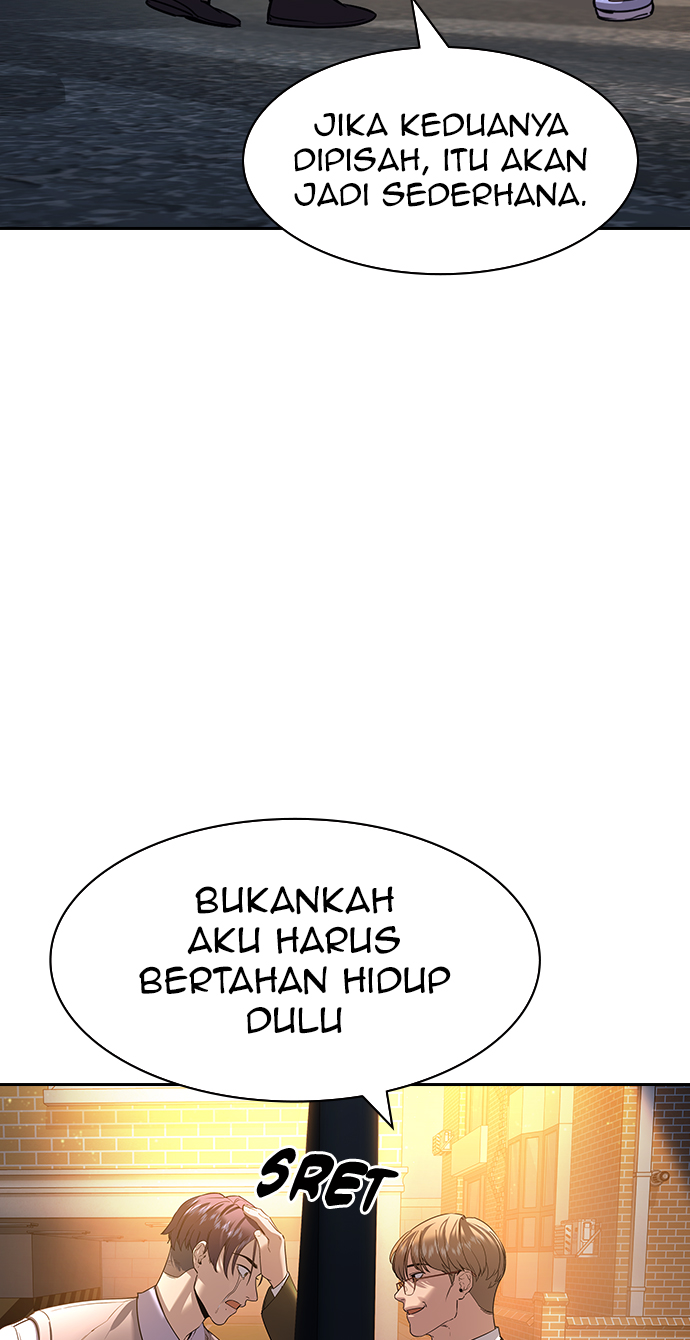 JIKA KEDUANYA
DIPISAH, ITU AKAN
JADI SEDERHANA.
BUKANKAH
AKU HARUS
BERTAHAN HIDUP
DULU
SRET